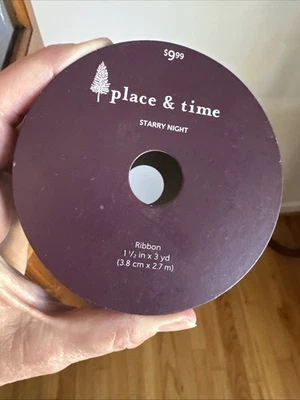 $9.99
place & time
STARRY NIGHT
Ribbon
1 1/2 in x 3 yd
(3.8 cm x 2.7 m)